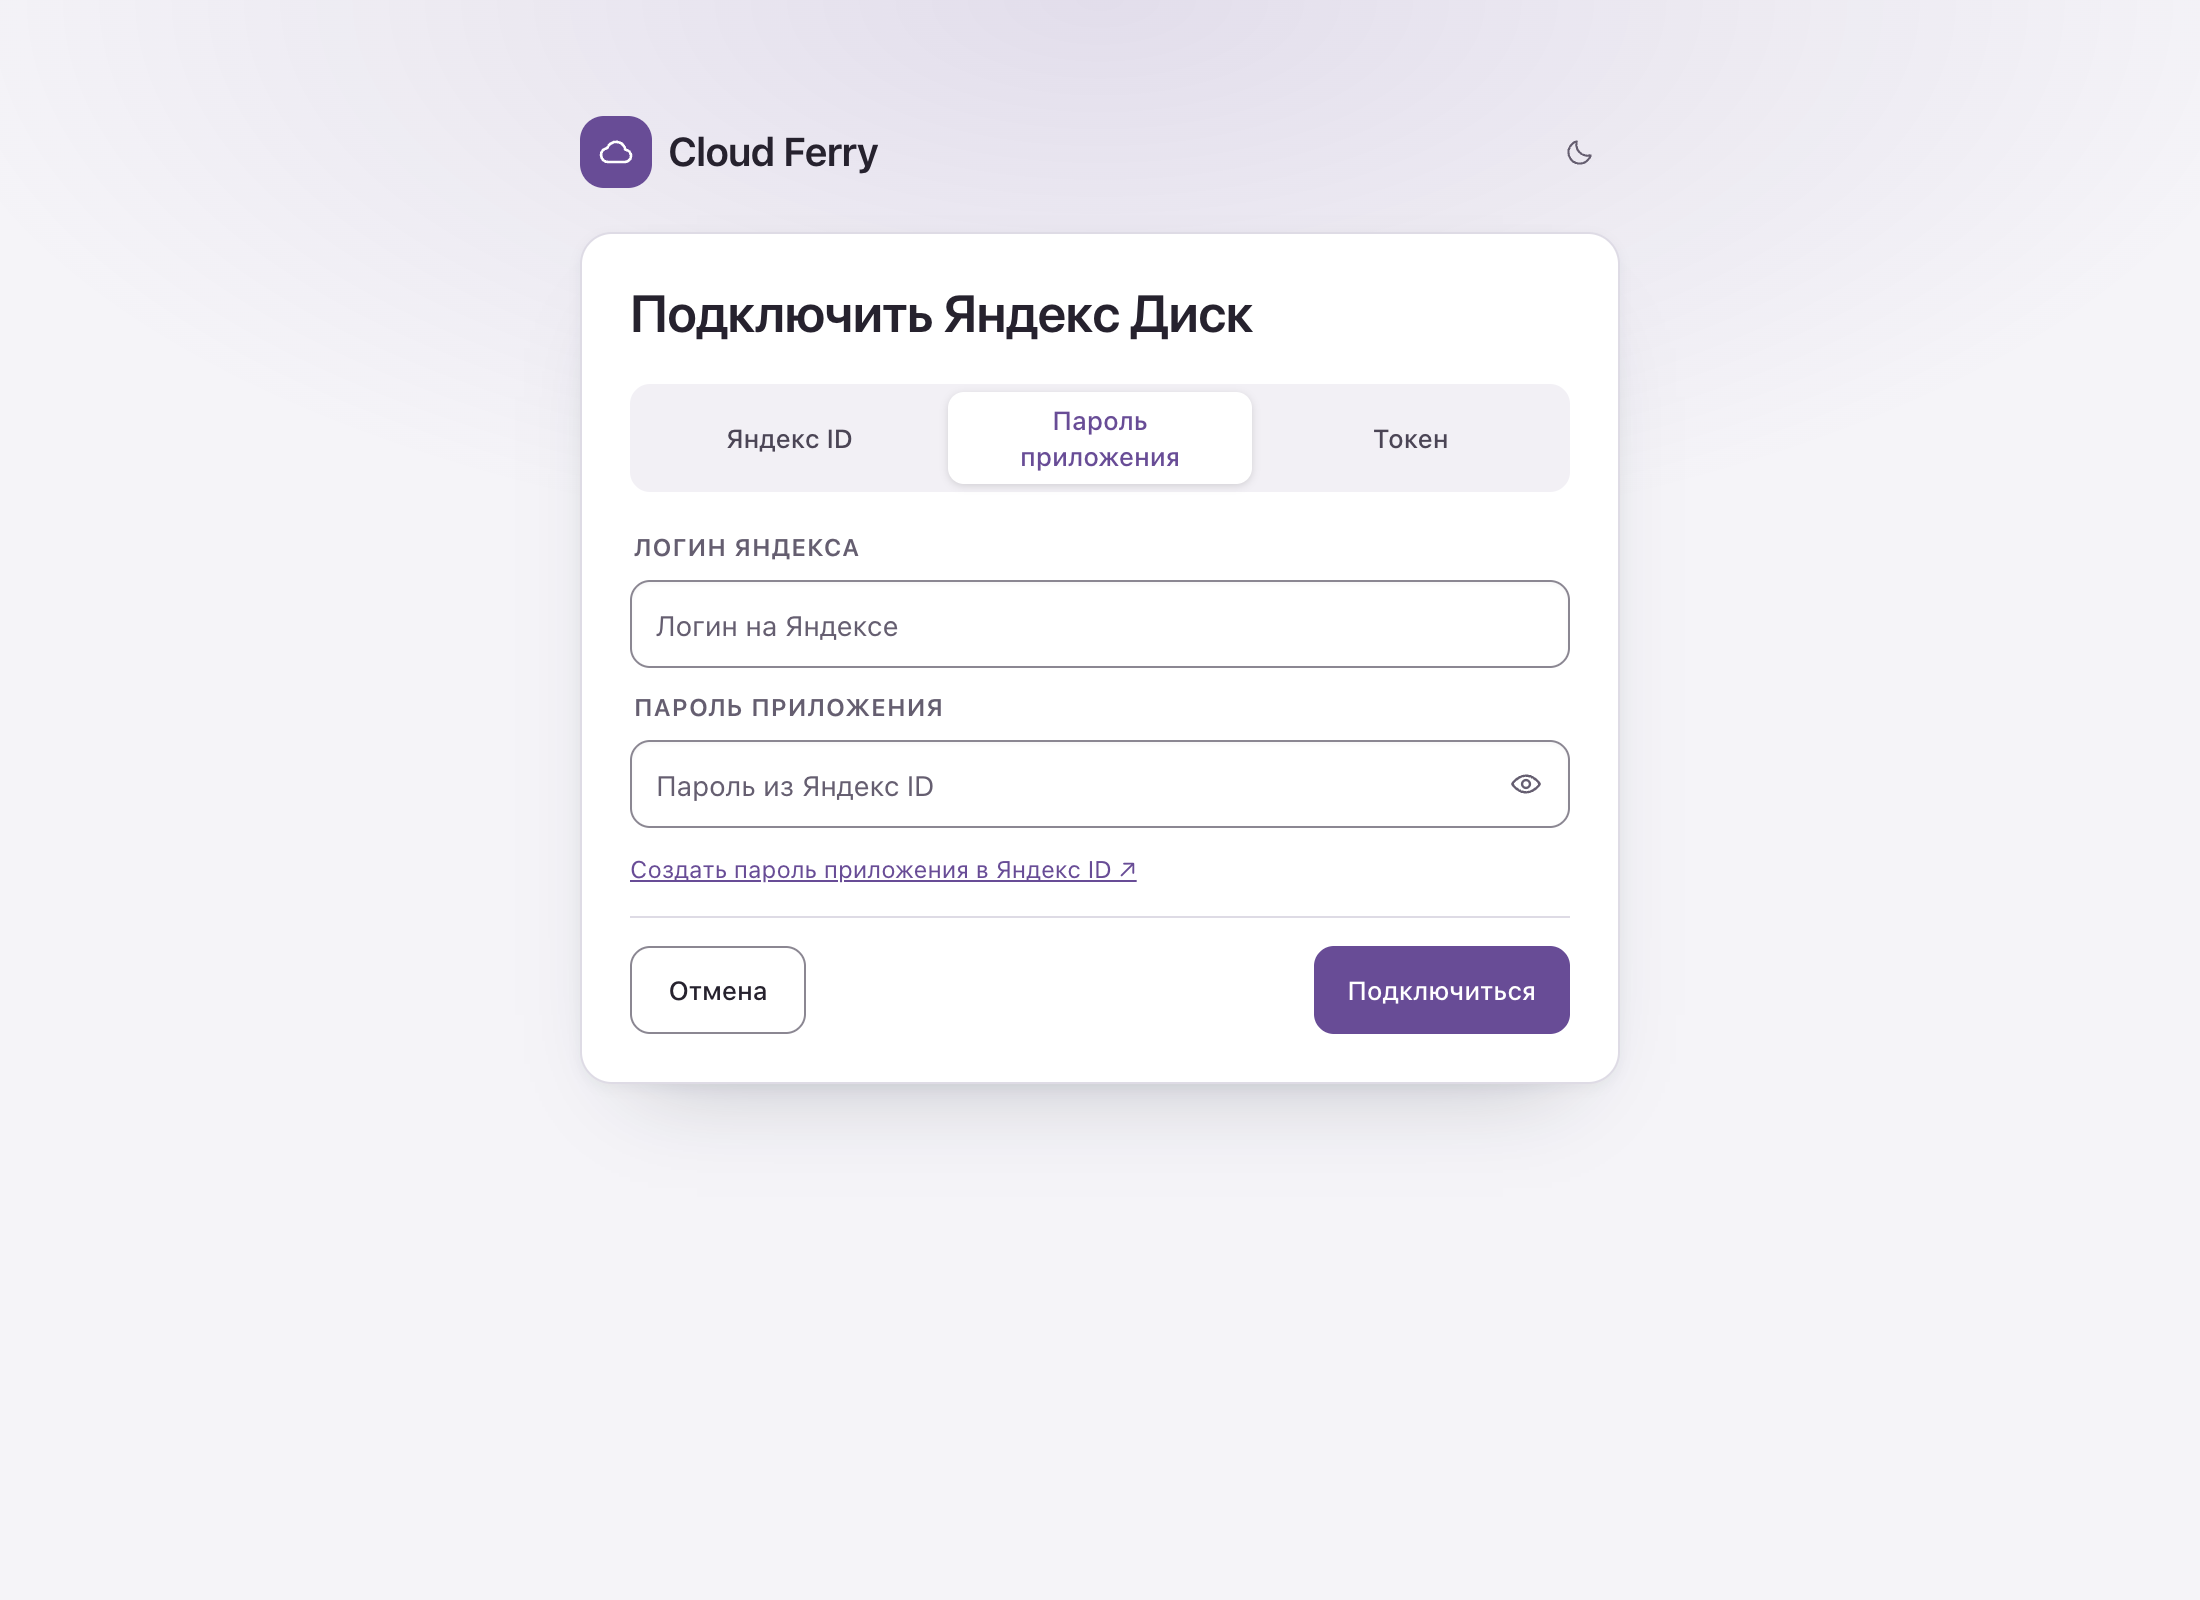 Cloud Ferry
Подключить Яндекс Диск
Яндекс ID
Пароль
приложения
Токен
ЛОГИН ЯНДЕКСА
Логин на Яндексе
ПАРОЛЬ ПРИЛОЖЕНИЯ
Пароль из Яндекс ID
Создать пароль приложения в Яндекс ID ↗
Отмена
Подключиться